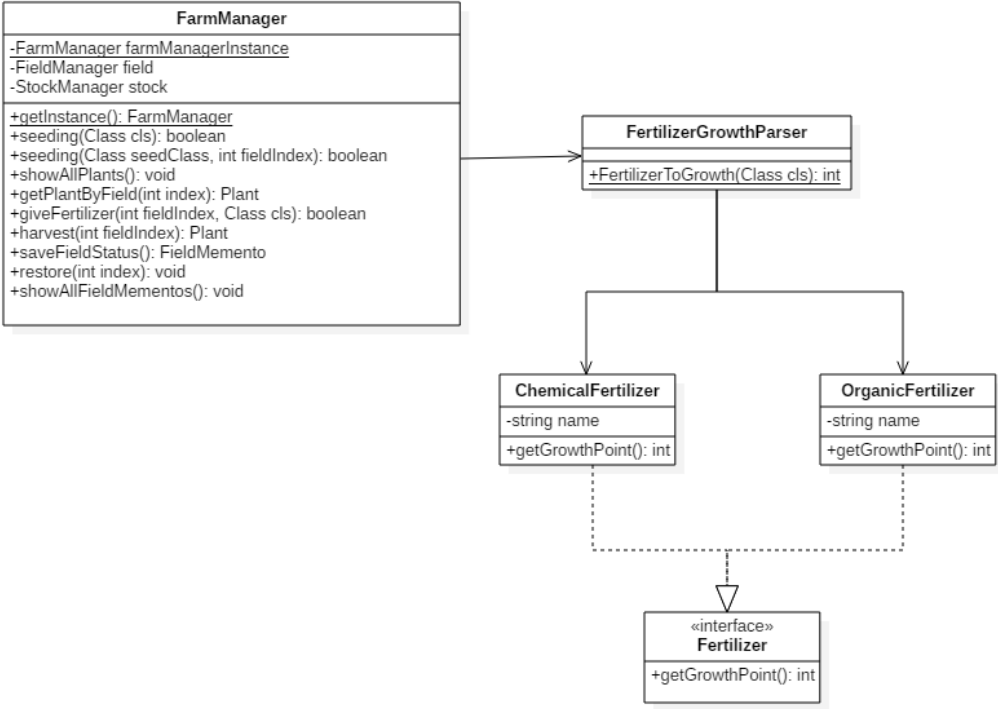 FarmManager
-FarmManager farmManagerInstance
-FieldManager field
-StockManager stock
+getInstance(): FarmManager
+seeding(Class cls): boolean
+seeding(Class seedClass, int fieldIndex): boolean
+showAllPlants(): void
+getPlantByField(int index): Plant
+giveFertilizer(int fieldIndex, Class cls): boolean
+harvest(int fieldIndex): Plant
+saveFieldStatus(): FieldMemento
+restore(int index): void
+showAllFieldMementos(): void
FertilizerGrowthParser
+FertilizerToGrowth(Class cls): int
ChemicalFertilizer
-string name
+getGrowthPoint(): int
OrganicFertilizer
-string name
+getGrowthPoint(): int
«interface»
Fertilizer
+getGrowthPoint(): int